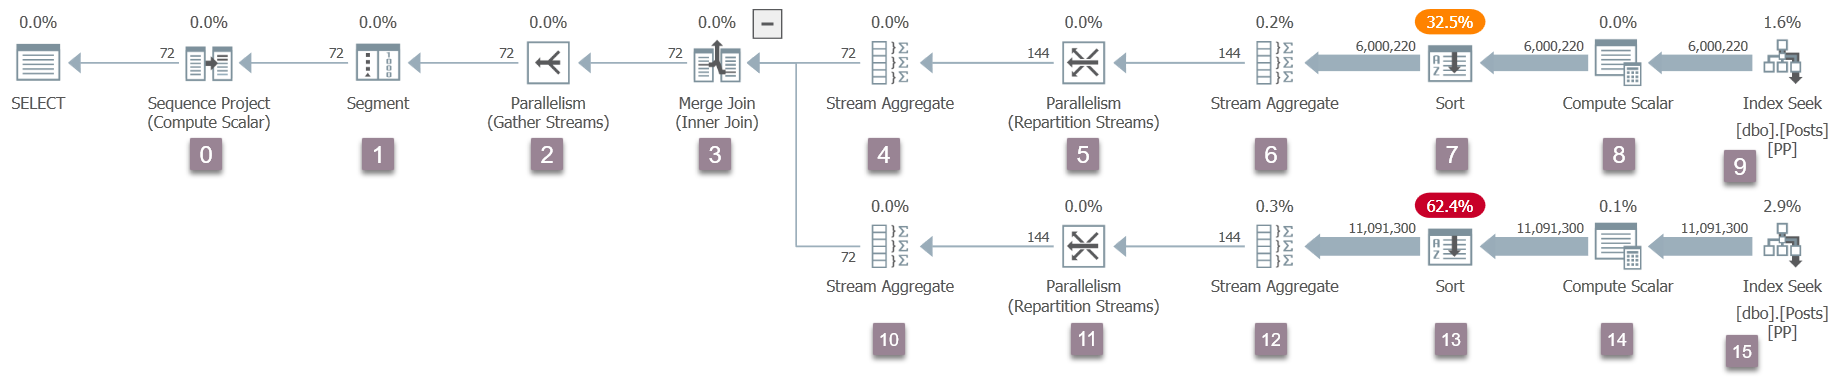 0.0% 0.0% 0.0% 0.0% 0.0% 0.0% 0.0% 0.2% 32.5% 0.0% 1.6%
72 72 72 72 72 144 144 6,000,220 6,000,220 6,000,220
SELECT Sequence Project Segment Parallelism Merge Join Stream Aggregate Parallelism Stream Aggregate Sort Compute Scalar Index Seek
(Compute Scalar) (Gather Streams) (Inner Join) (Repartition Streams) [dbo].[Posts]
[PP]
0 1 2 3 4 5 6 7 8 9
0.0% 0.0% 0.3% 62.4% 0.1% 2.9%
72 144 144 11,091,300 11,091,300 11,091,300
Stream Aggregate Parallelism Stream Aggregate Sort Compute Scalar Index Seek
(Repartition Streams) [dbo].[Posts]
[PP]
10 11 12 13 14 15